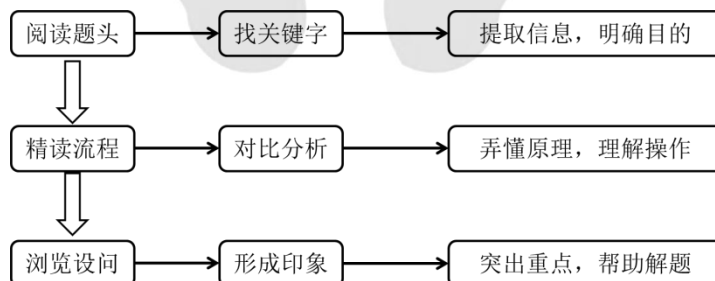 阅读题头 找关键字 提取信息，明确目的
精读流程 对比分析 弄懂原理，理解操作
浏览设问 形成印象 突出重点，帮助解题